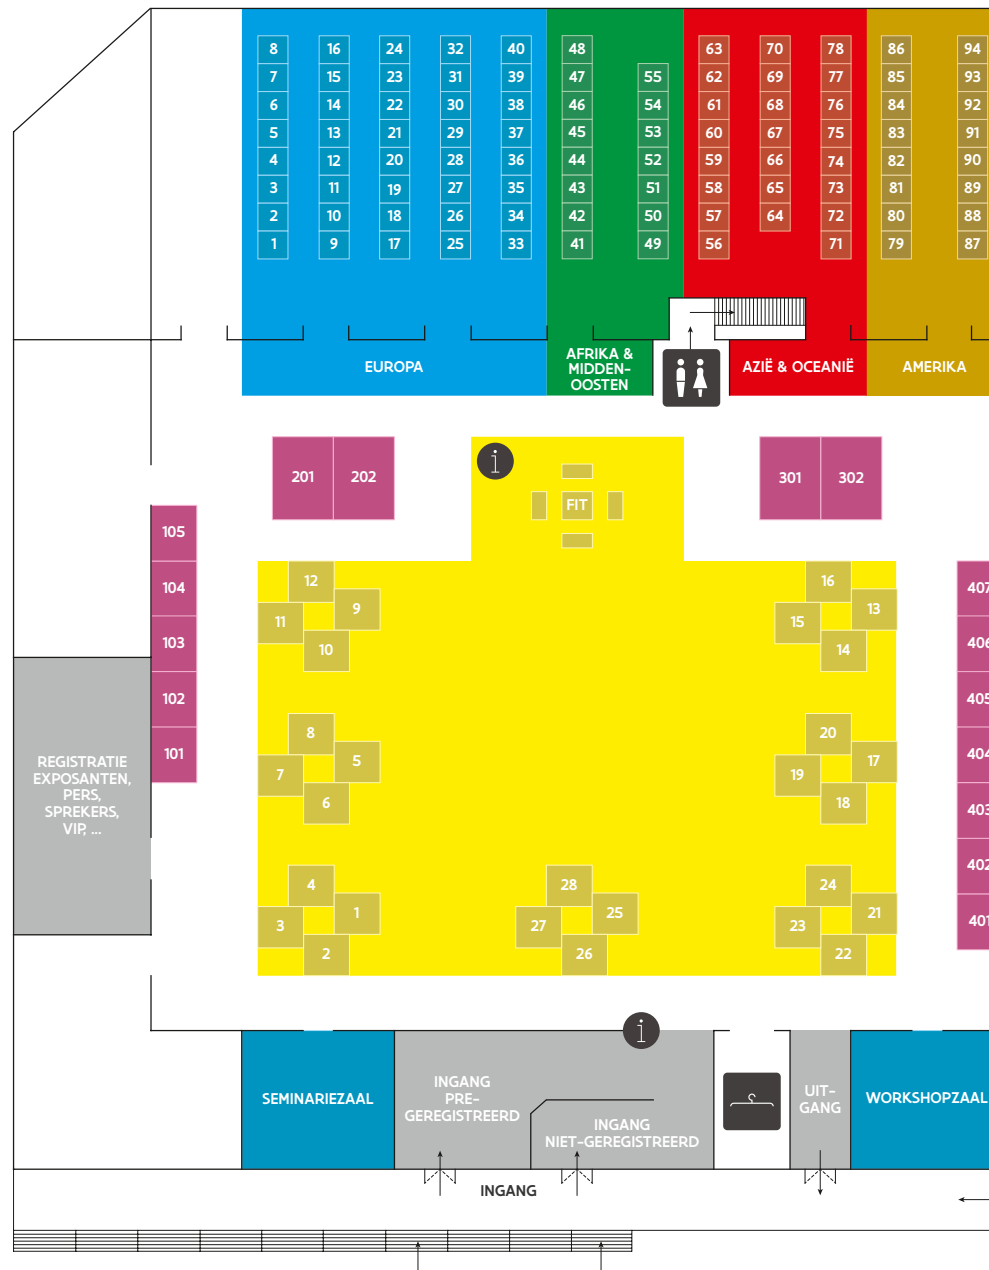 8 16 24 32 40 48 63 70 78 86 94
7 15 23 31 39 47 55 62 69 77 85 93
6 14 22 30 38 46 54 61 68 76 84 92
5 13 21 29 37 45 53 60 67 75 83 91
4 12 20 28 36 44 52 59 66 74 82 90
3 11 19 27 35 43 51 58 65 73 81 89
2 10 18 26 34 42 50 57 64 72 80 88
1 9 17 25 33 41 49 56 71 79 87
EUROPA
AFRIKA &
MIDDEN-
OOSTEN
AZIË & OCEANIË
AMERIKA
i
201 202
FIT
301 302
105
104
103
102
101
12
9
11
10
16
13
15
14
407
406
405
404
403
402
401
8
5
7
6
20
17
19
18
REGISTRATIE
EXPOSANTEN,
PERS,
SPREKERS,
VIP, ...
4
1
3
2
28
25
27
26
24
21
23
22
i
SEMINARIEZAAL
INGANG
PRE-
GEREGISTREERD
INGANG
NIET-GEREGISTREERD
UIT-
GANG
WORKSHOPZAAL
INGANG